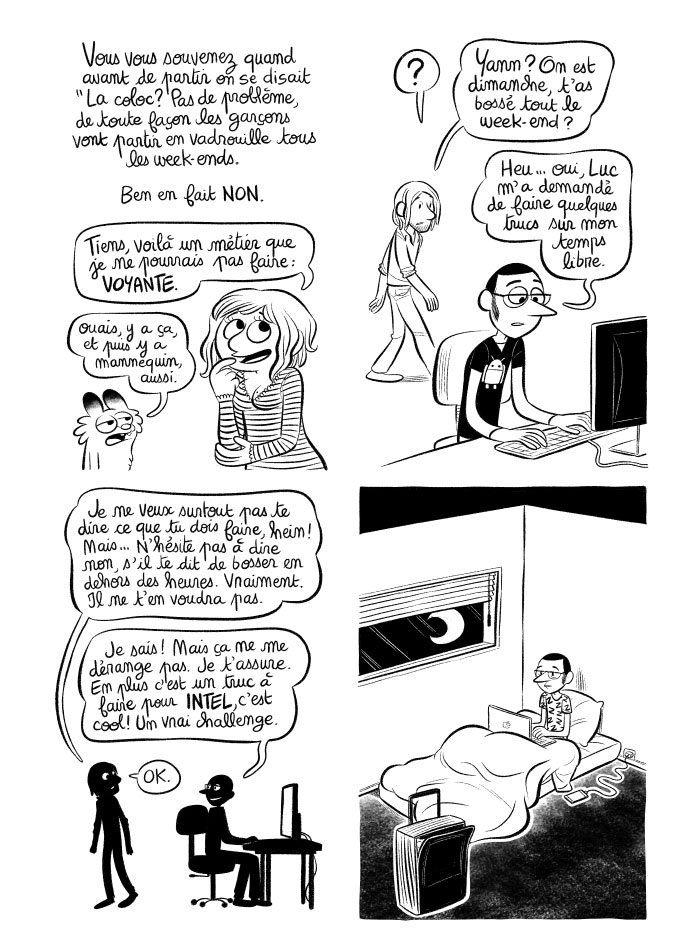 Vous vous souvenez quand
avant de partir on se disait
"La coloc? Pas de problème,
de toute façon les garçons
vont partir en vadrouille tous
les week-ends.
Ben en fait NON.
Tiens, voilà un métier que
je ne pourrais pas faire:
VOYANTE.
Ouais, y a ça,
et puis y a
mannequin,
aussi.
?
Yann? On est
dimanche, t'as
bossé tout le
week-end?
Heu... oui, Luc
m'a demandé
de faire quelques
trucs sur mon
temps
libre.
Je ne veux surtout pas te
dire ce que tu dois faire, hein!
Mais... N'hésite pas à dire
non, s'il te dit de bosser en
dehors des heures. Vraiment.
Il ne t'en voudra pas.
Je sais! Mais ça ne me
dérange pas. Je t'assure.
En plus c'est un truc à
faire pour INTEL, c'est
cool! Un vrai challenge.
OK.